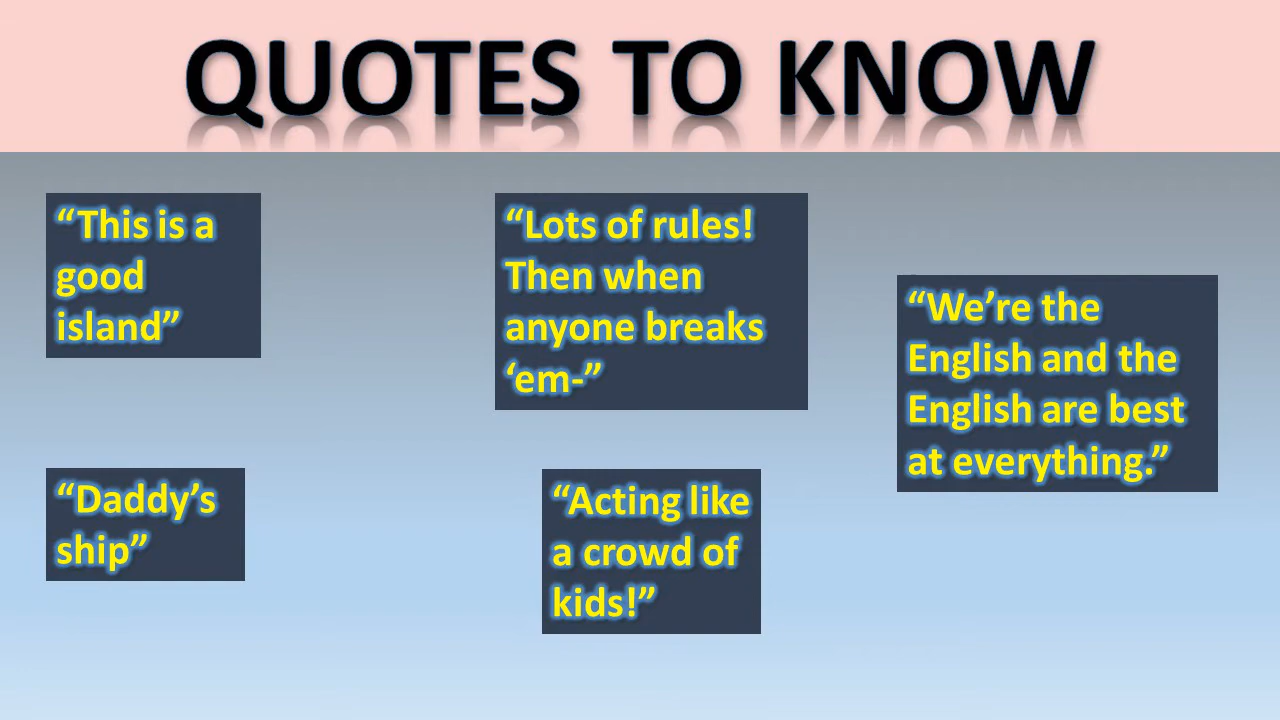 QUOTES TO KNOW
“This is a
good
island”
“Lots of rules!
Then when
anyone breaks
‘em-”
“We’re the
English and the
English are best
at everything.”
“Daddy’s
ship”
“Acting like
a crowd of
kids!”